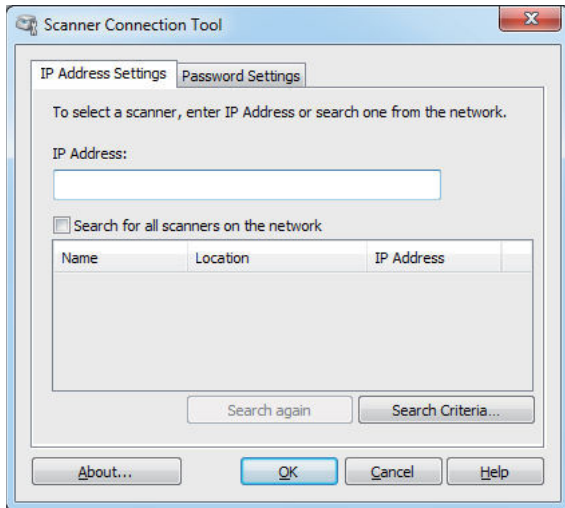 Scanner Connection Tool
IP Address Settings Password Settings
To select a scanner, enter IP Address or search one from the network.
IP Address:
Search for all scanners on the network
Name Location IP Address
Search again Search Criteria...
About... OK Cancel Help